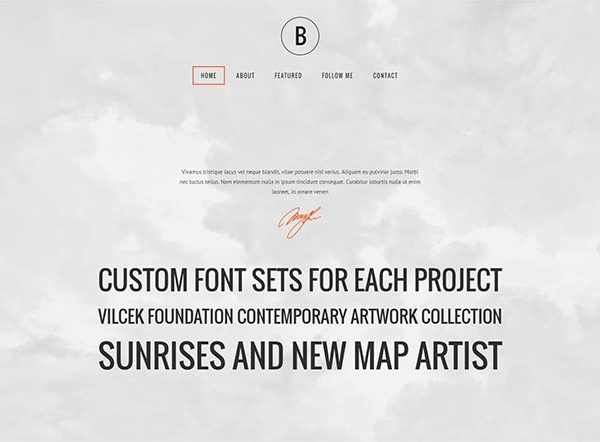 B
HOME ABOUT FEATURED FOLLOW ME CONTACT
Vivamus tristique lacus vel neque blandit, vitae posuere nisl varius. Aliquam eu pulvinar justo. Morbi
nec luctus tellus. Nam elementum nulla in ipsum tincidunt consequat. Curabitur lobortis nulla ut enim
laoreet, in ornare venen
CUSTOM FONT SETS FOR EACH PROJECT
VILCEK FOUNDATION CONTEMPORARY ARTWORK COLLECTION
SUNRISES AND NEW MAP ARTIST